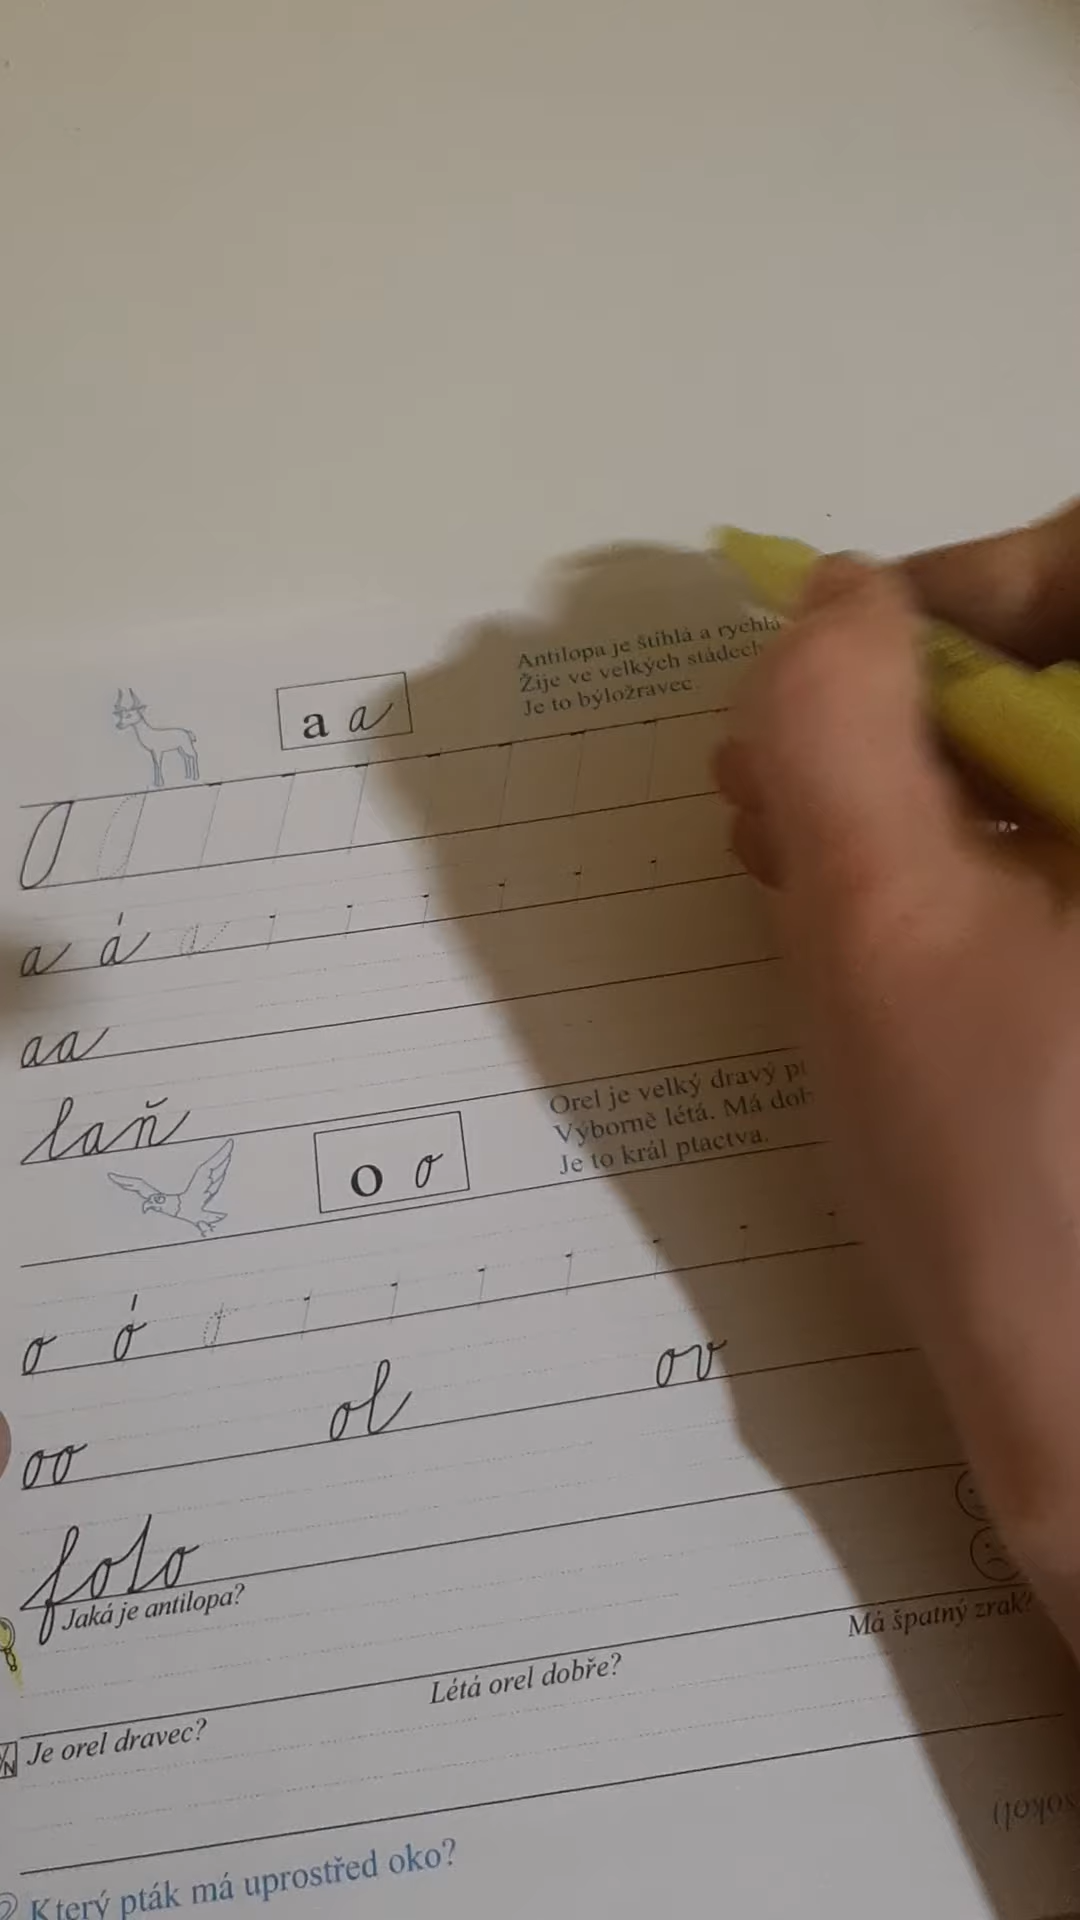 Antilopa je štíhlá a rychlá
Žije ve velkých stádech
Je to býložravec.
a a
a á a
aa
laň
Orel je velký dravý
Výborně létá. Má
Je to král ptactva.
o o
o ó o
oo ol ov
folo
Jaká je antilopa?
Létá orel dobře?
Má špatný zrak?
Je orel dravec?
Který pták má uprostřed oko?